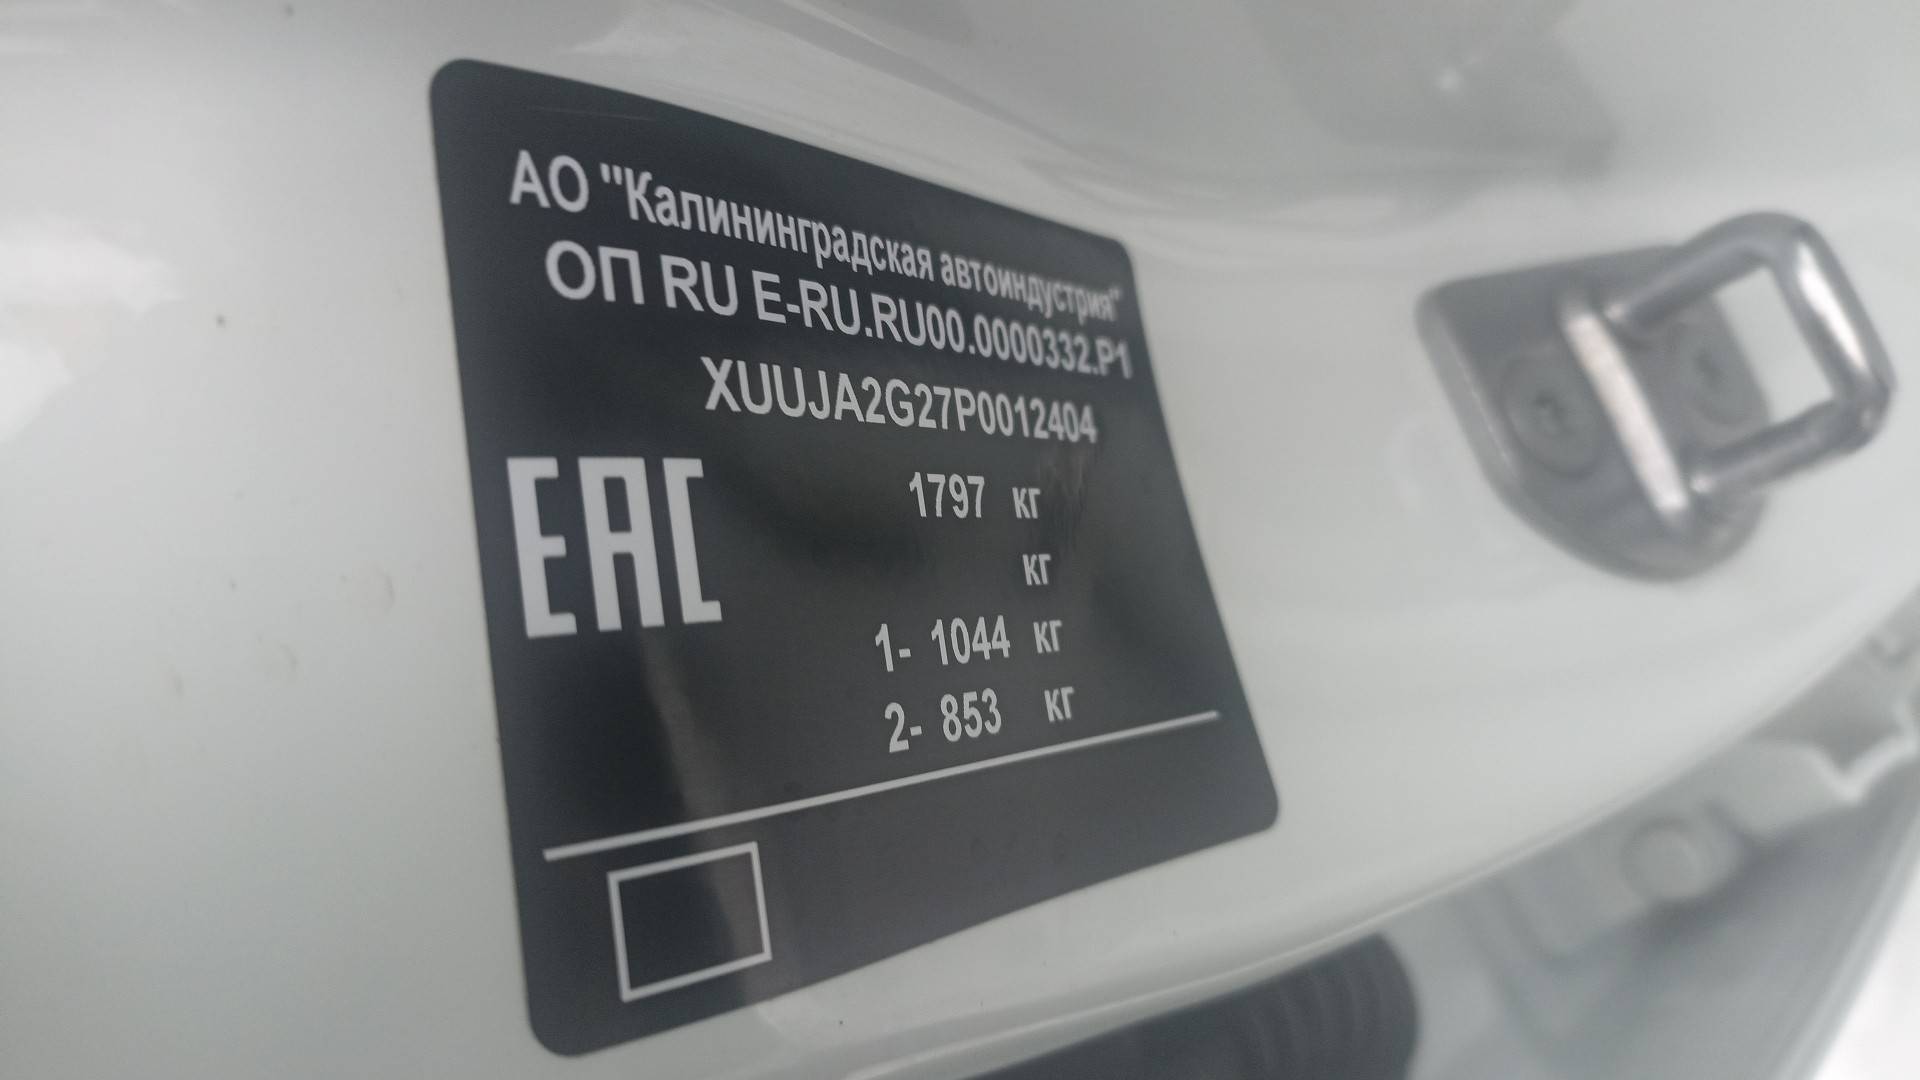 АО "Калининградская автоиндустрия"
ОП RU E-RU.RU00.0000332.P1
XUUJA2G27P0012404
EAC
1797 кг
кг
1- 1044 кг
2- 853 кг